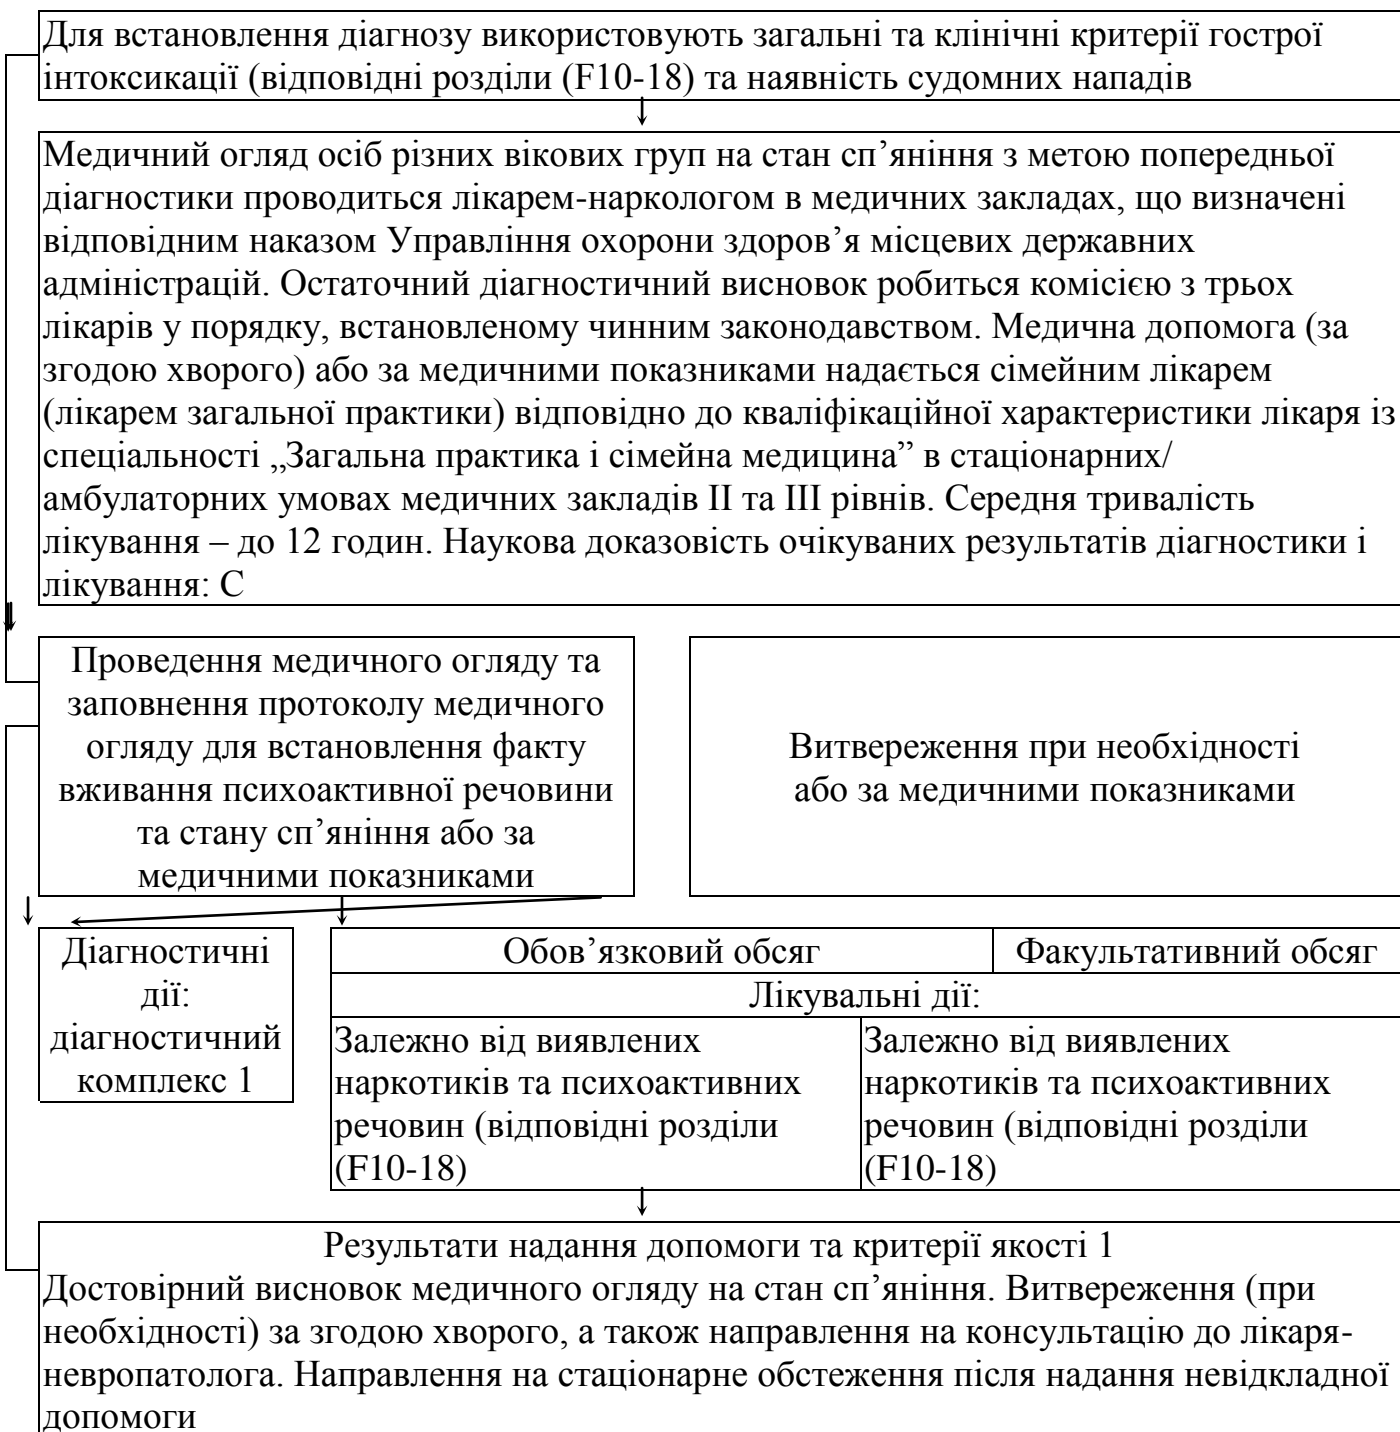 Для встановлення діагнозу використовують загальні та клінічні критерії гострої
інтоксикації (відповідні розділи (F10-18) та наявність судомних нападів
Медичний огляд осіб різних вікових груп на стан сп’яніння з метою попередньої
діагностики проводиться лікарем-наркологом в медичних закладах, що визначені
відповідним наказом Управління охорони здоров’я місцевих державних
адміністрацій. Остаточний діагностичний висновок робиться комісією з трьох
лікарів у порядку, встановленому чинним законодавством. Медична допомога (за
згодою хворого) або за медичними показниками надається сімейним лікарем
(лікарем загальної практики) відповідно до кваліфікаційної характеристики лікаря із
спеціальності „Загальна практика і сімейна медицина” в стаціонарних/
амбулаторних умовах медичних закладів II та III рівнів. Середня тривалість
лікування – до 12 годин. Наукова доказовість очікуваних результатів діагностики і
лікування: С
Проведення медичного огляду та
заповнення протоколу медичного
огляду для встановлення факту
вживання психоактивної речовини
та стану сп’яніння або за
медичними показниками
Витвереження при необхідності
або за медичними показниками
Діагностичні
дії:
діагностичний
комплекс 1
Обов’язковий обсяг
Факультативний обсяг
Лікувальні дії:
Залежно від виявлених
наркотиків та психоактивних
речовин (відповідні розділи
(F10-18)
Залежно від виявлених
наркотиків та психоактивних
речовин (відповідні розділи
(F10-18)
Результати надання допомоги та критерії якості 1
Достовірний висновок медичного огляду на стан сп’яніння. Витвереження (при
необхідності) за згодою хворого, а також направлення на консультацію до лікаря-
невропатолога. Направлення на стаціонарне обстеження після надання невідкладної
допомоги